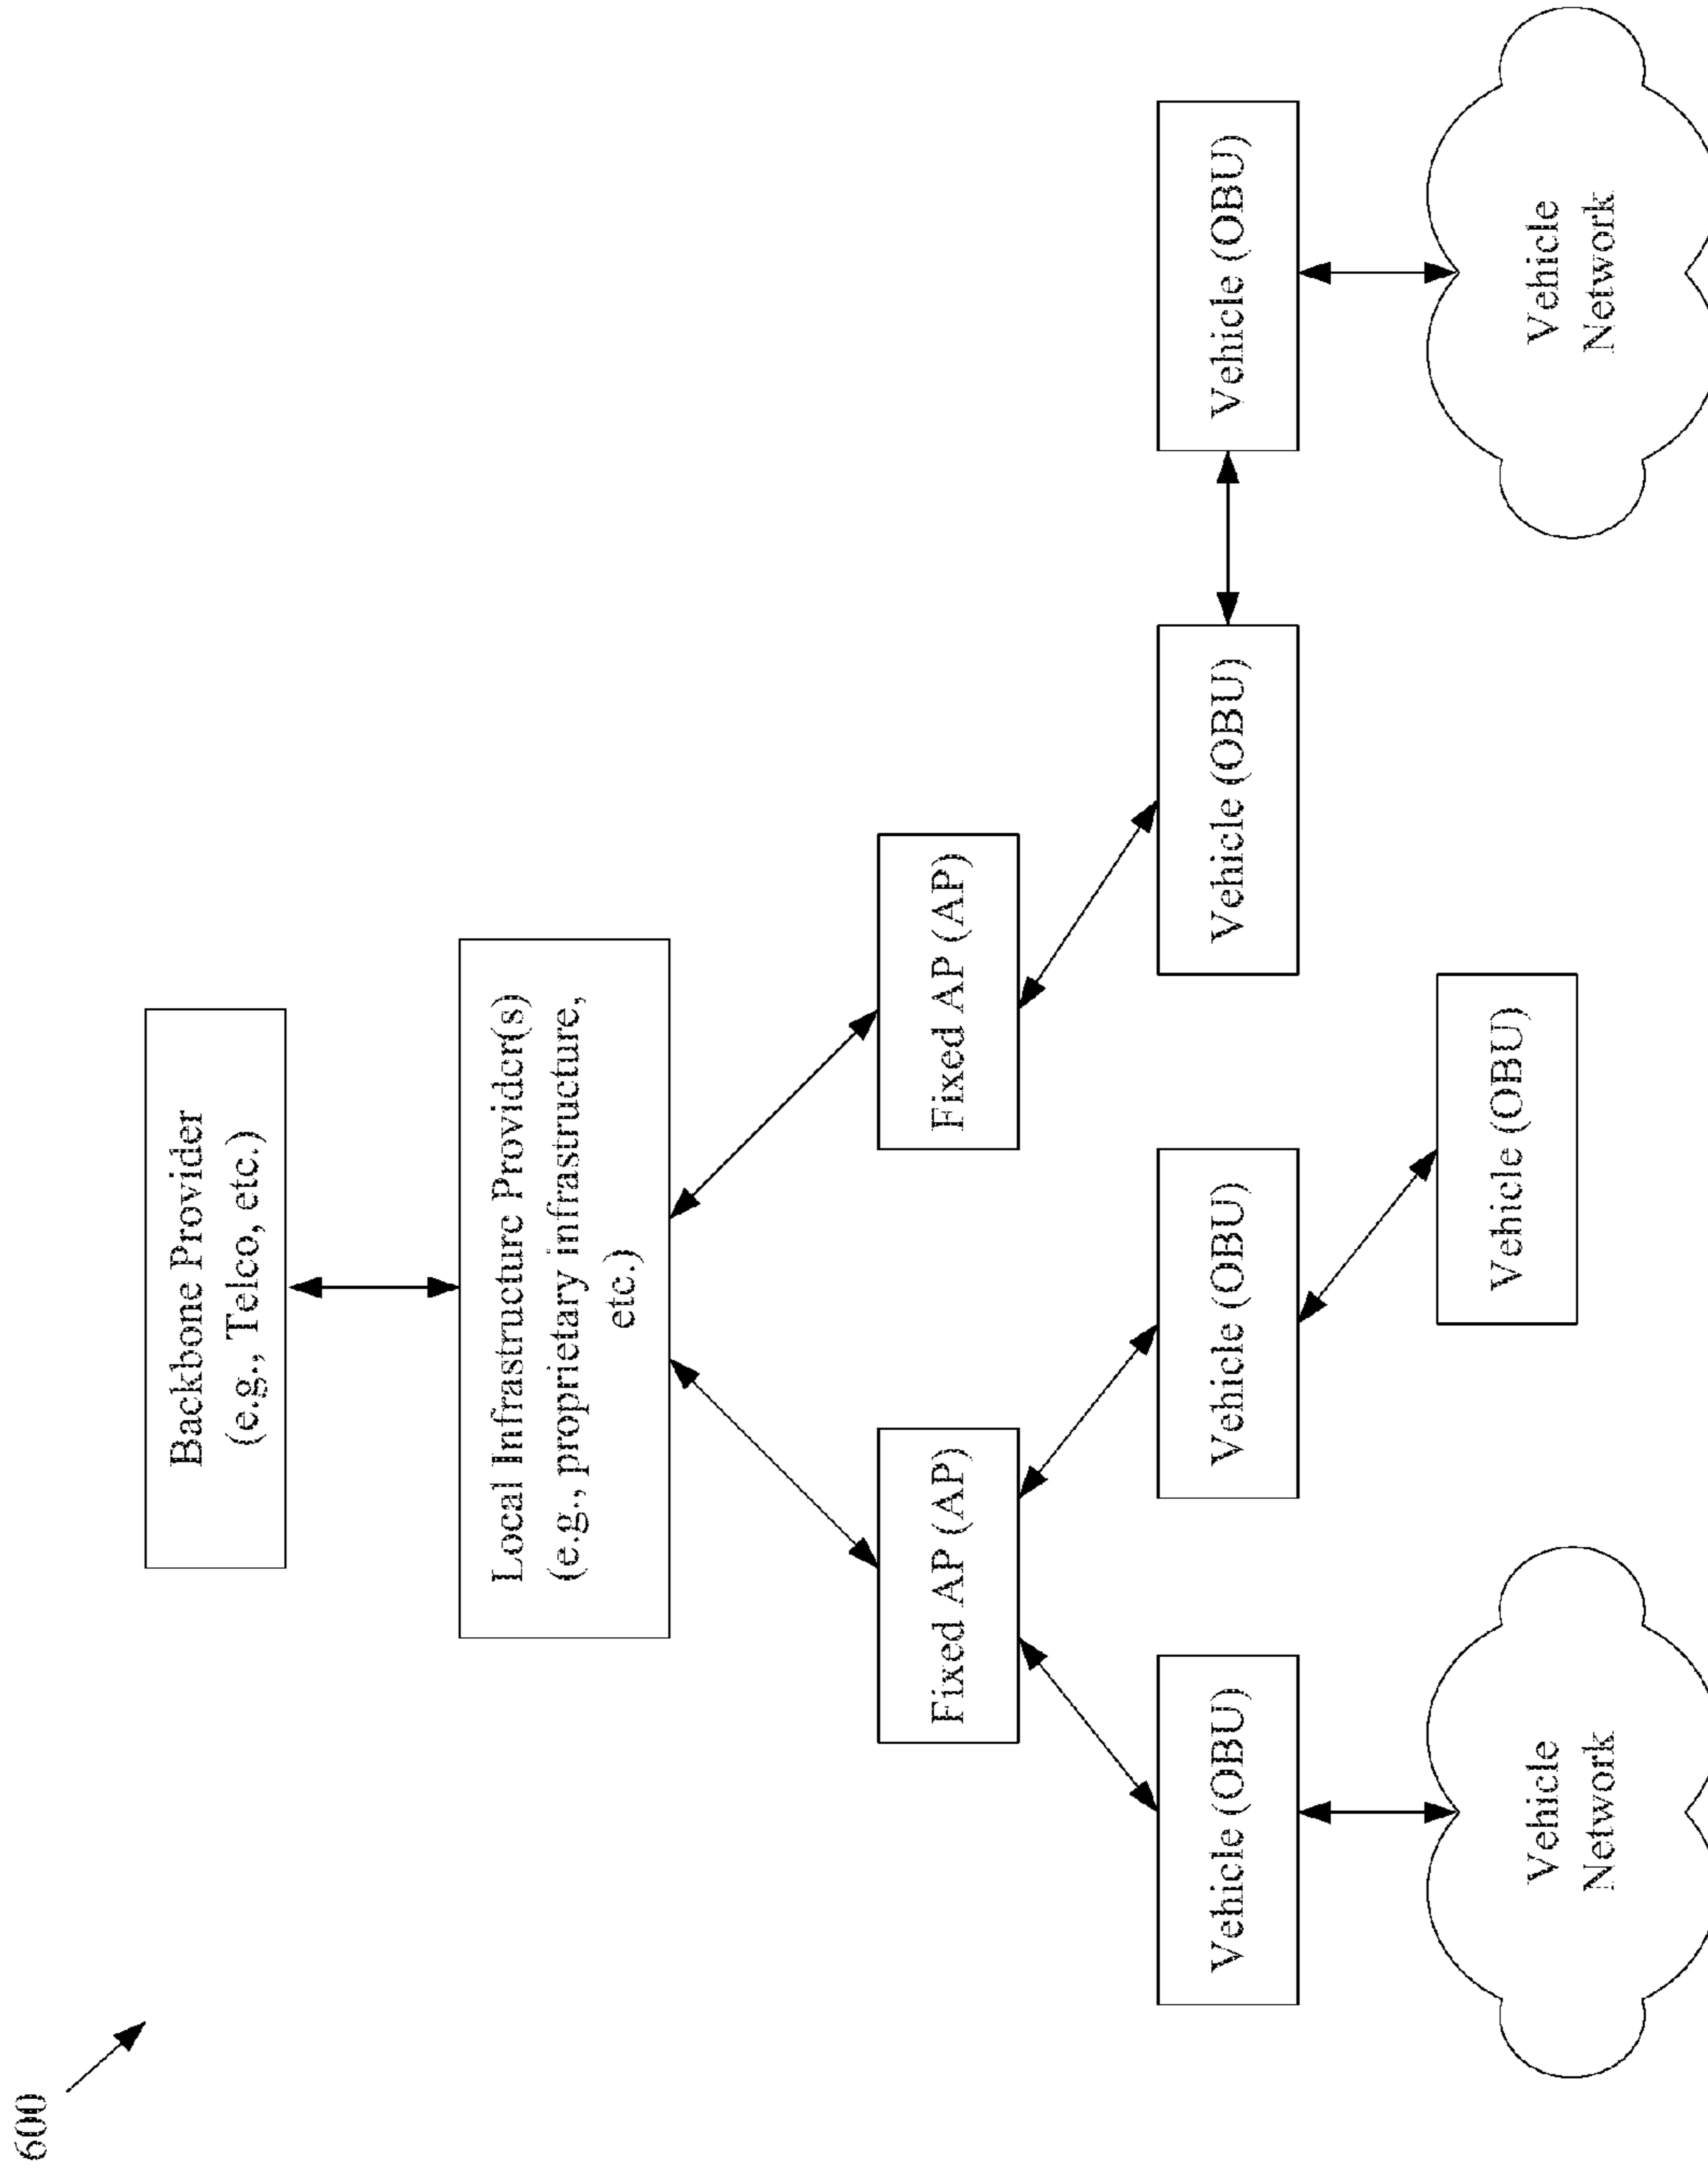 600
Backbone Provider
(e.g., Telco, etc.)
Local Infrastructure Provider(s)
(e.g., proprietary infrastructure,
etc.)
Fixed AP (AP)
Fixed AP (AP)
Vehicle (OBU)
Vehicle (OBU)
Vehicle (OBU)
Vehicle (OBU)
Vehicle (OBU)
Vehicle
Network
Vehicle
Network